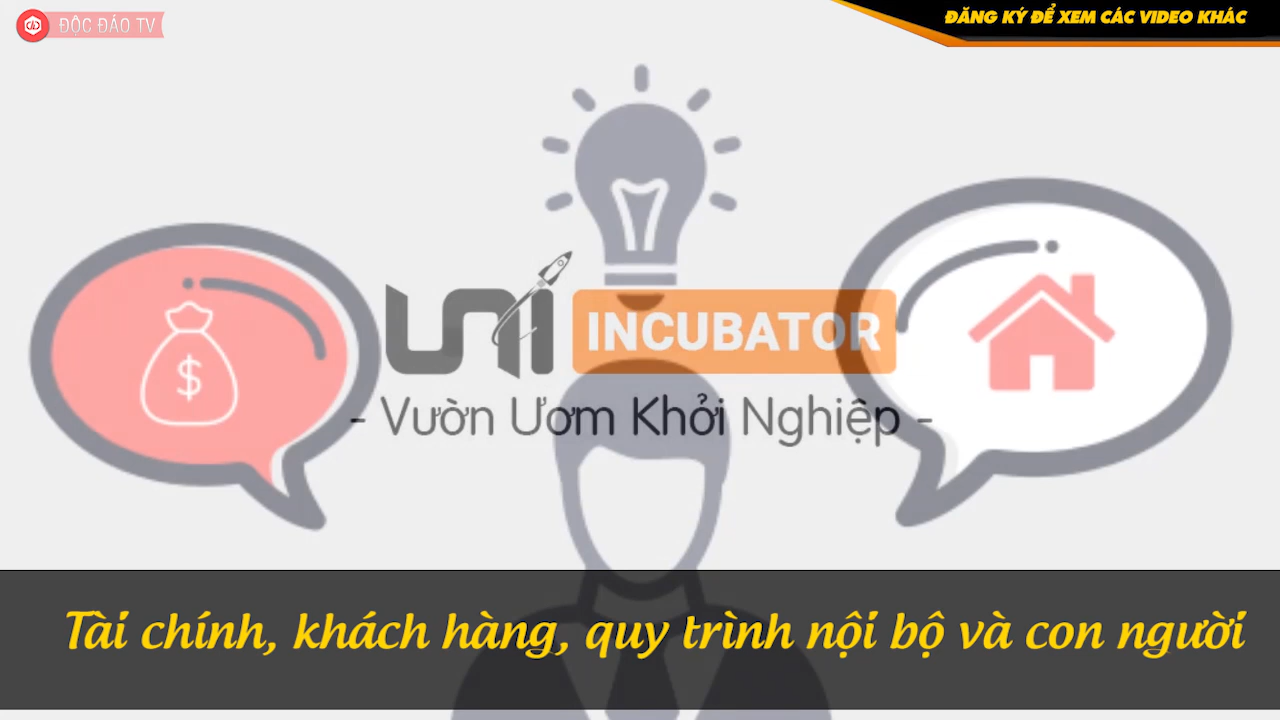 ĐỘC ĐÁO TV
ĐĂNG KÝ ĐỂ XEM CÁC VIDEO KHÁC
$
UNI INCUBATOR
- Vườn Ươm Khởi Nghiệp -
Tài chính, khách hàng, quy trình nội bộ và con người